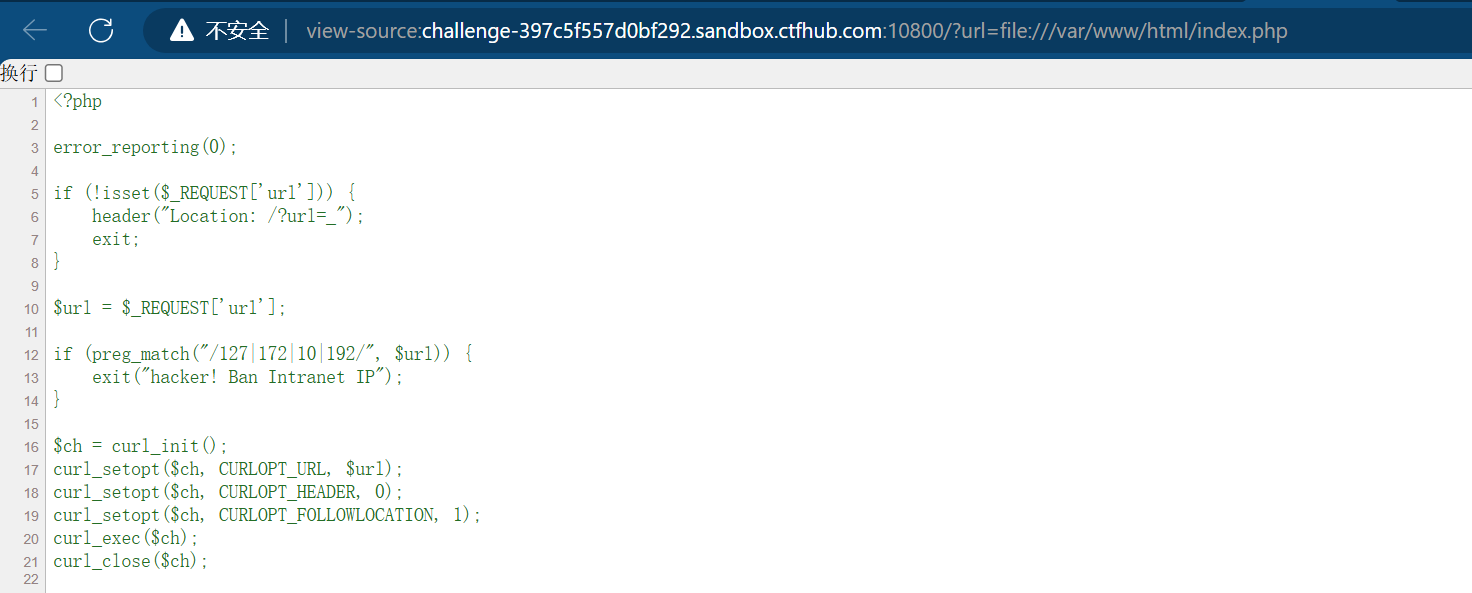 不安全 view-source:challenge-397c5f557d0bf292.sandbox.ctfhub.com:10800/?url=file:///var/www/html/index.php
换行
1 <?php
2
3 error_reporting(0);
4
5 if (!isset($_REQUEST['url'])) {
6     header("Location: /?url=_");
7     exit;
8 }
9
10 $url = $_REQUEST['url'];
11
12 if (preg_match("/127|172|10|192/", $url)) {
13     exit("hacker! Ban Intranet IP");
14 }
15
16 $ch = curl_init();
17 curl_setopt($ch, CURLOPT_URL, $url);
18 curl_setopt($ch, CURLOPT_HEADER, 0);
19 curl_setopt($ch, CURLOPT_FOLLOWLOCATION, 1);
20 curl_exec($ch);
21 curl_close($ch);
22